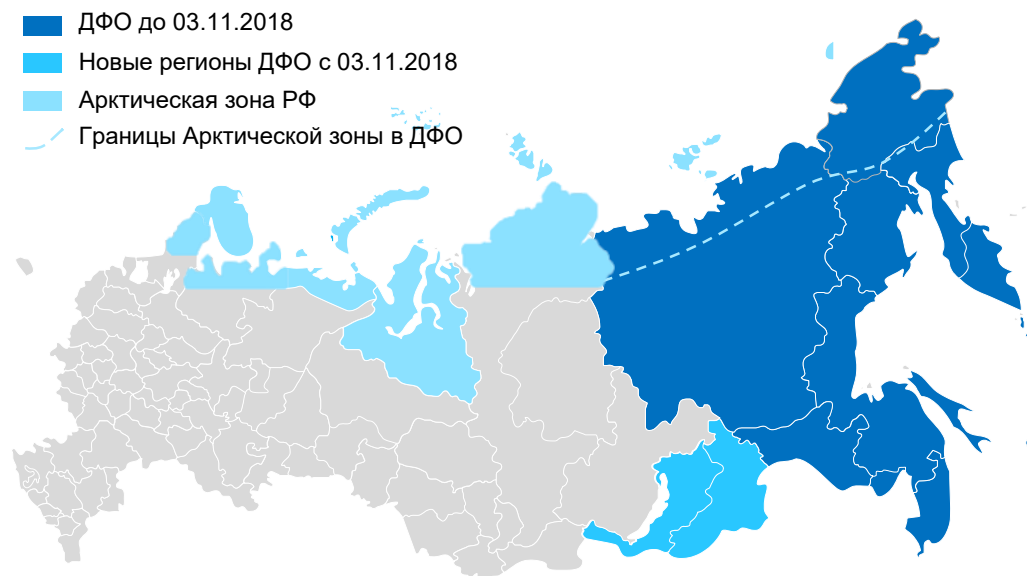 ДФО до 03.11.2018
Новые регионы ДФО с 03.11.2018
Арктическая зона РФ
Границы Арктической зоны в ДФО